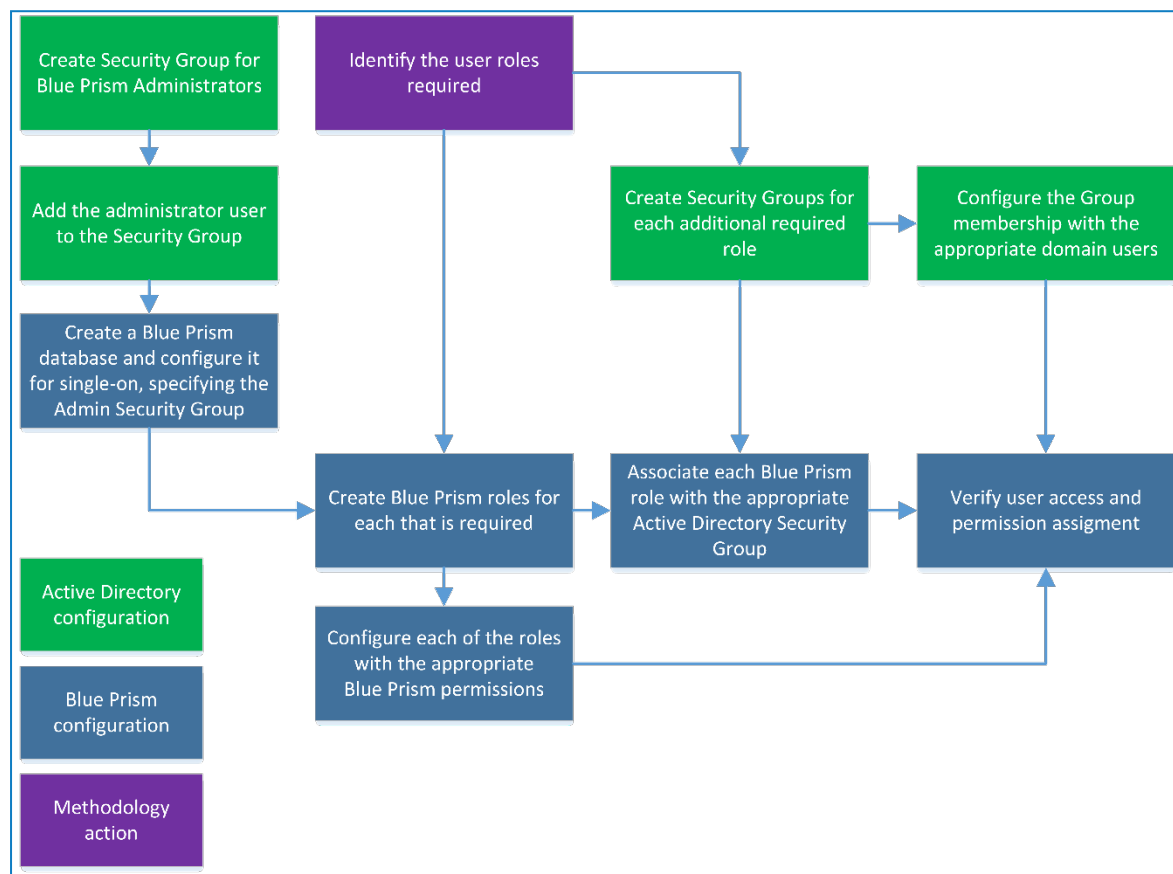 Create Security Group for
Blue Prism Administrators
Identify the user roles
required
Add the administrator user
to the Security Group
Create Security Groups for
each additional required
role
Configure the Group
membership with the
appropriate domain users
Create a Blue Prism
database and configure it
for single-on, specifying the
Admin Security Group
Create Blue Prism roles for
each that is required
Associate each Blue Prism
role with the appropriate
Active Directory Security
Group
Verify user access and
permission assigment
Configure each of the roles
with the appropriate
Blue Prism permissions
Active Directory
configuration
Blue Prism
configuration
Methodology
action